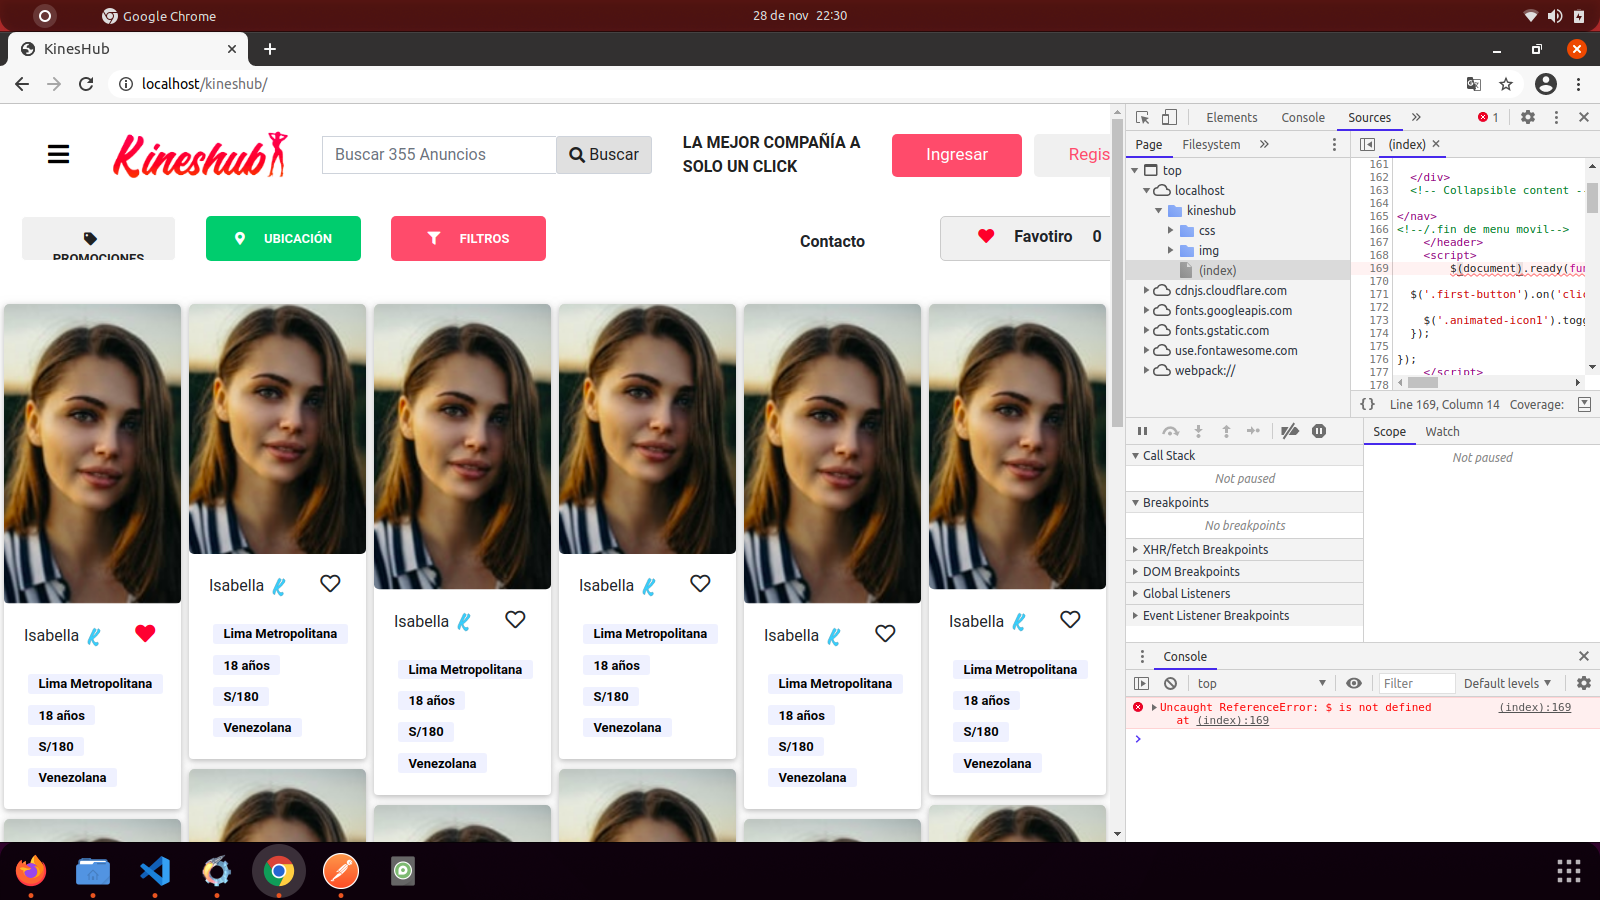 Google Chrome
28 de nov 22:30
KinesHub
localhost/kineshub/
Kineshub
Buscar 355 Anuncios
Buscar
LA MEJOR COMPAÑÍA A
SOLO UN CLICK
Ingresar
Regis
PROMOCIONES
UBICACIÓN
FILTROS
Contacto
Favotiro 0
Isabella
Lima Metropolitana
18 años
S/180
Venezolana
Isabella
Lima Metropolitana
18 años
S/180
Venezolana
Isabella
Lima Metropolitana
18 años
S/180
Venezolana
Isabella
Lima Metropolitana
18 años
S/180
Venezolana
Isabella
Lima Metropolitana
18 años
S/180
Venezolana
Isabella
Lima Metropolitana
18 años
S/180
Venezolana
Elements Console Sources » 1
Page Filesystem »
top
localhost
kineshub
css
img
(index)
cdnjs.cloudflare.com
fonts.googleapis.com
fonts.gstatic.com
use.fontawesome.com
webpack://
(index)
161
162 </div>
163 <!-- Collapsible content -
164
165 </nav>
166 <!--/.fin de menu movil-->
167 </header>
168 <script>
169 $(document).ready(fun
170
171 $('.first-button').on('clic
172
173 $('.animated-icon1').togg
174 });
175
176 });
177 </script>
178
{} Line 169, Column 14 Coverage:
Scope Watch
Not paused
Call Stack
Not paused
Breakpoints
No breakpoints
XHR/fetch Breakpoints
DOM Breakpoints
Global Listeners
Event Listener Breakpoints
Console
top
Filter
Default levels
Uncaught ReferenceError: $ is not defined (index):169
at (index):169